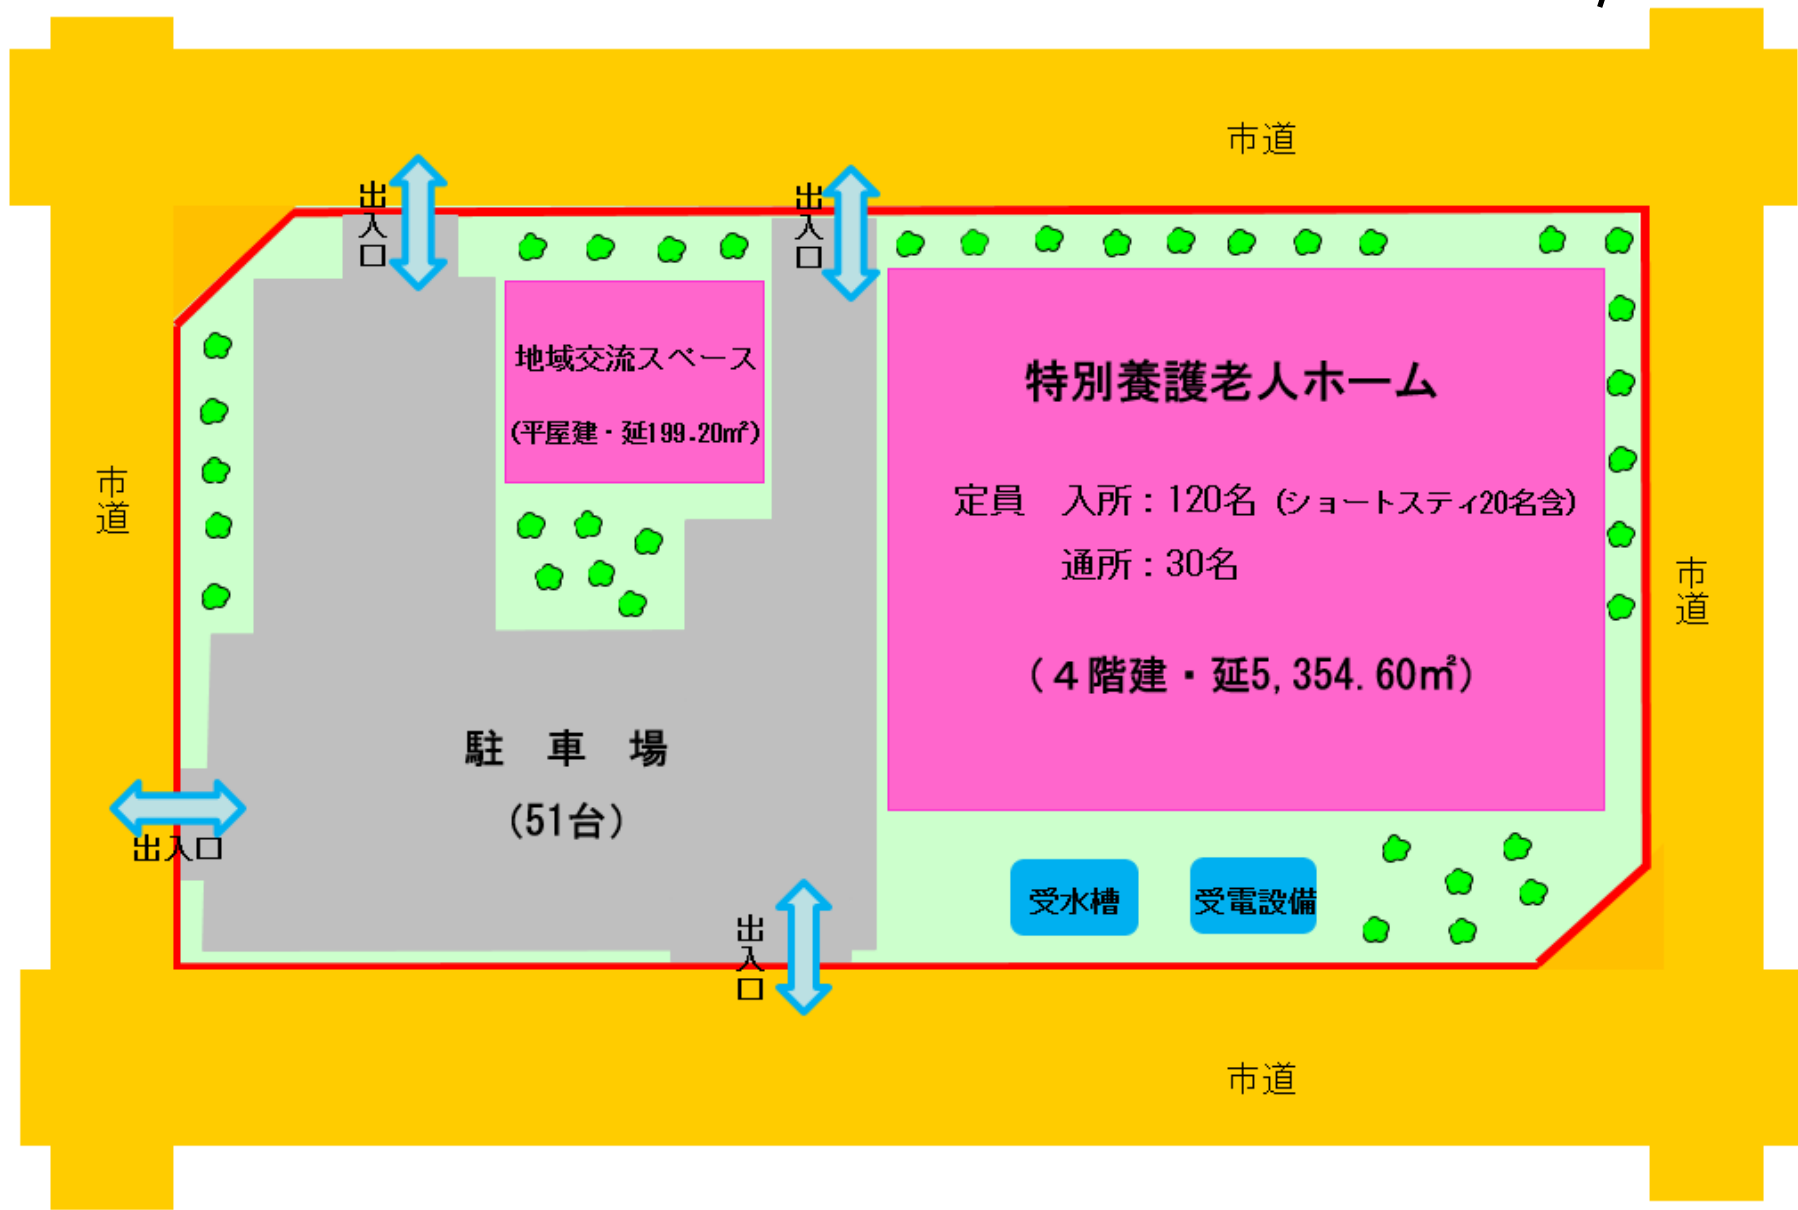 市道
出入口
出入口
地域交流スペース
(平屋建・延199.20㎡)
特別養護老人ホーム
定員　入所：120名（ショートスティ20名含）
通所：30名
（４階建・延5,354.60㎡）
市道
市道
駐　車　場
(51台)
出入口
受水槽
受電設備
出入口
市道